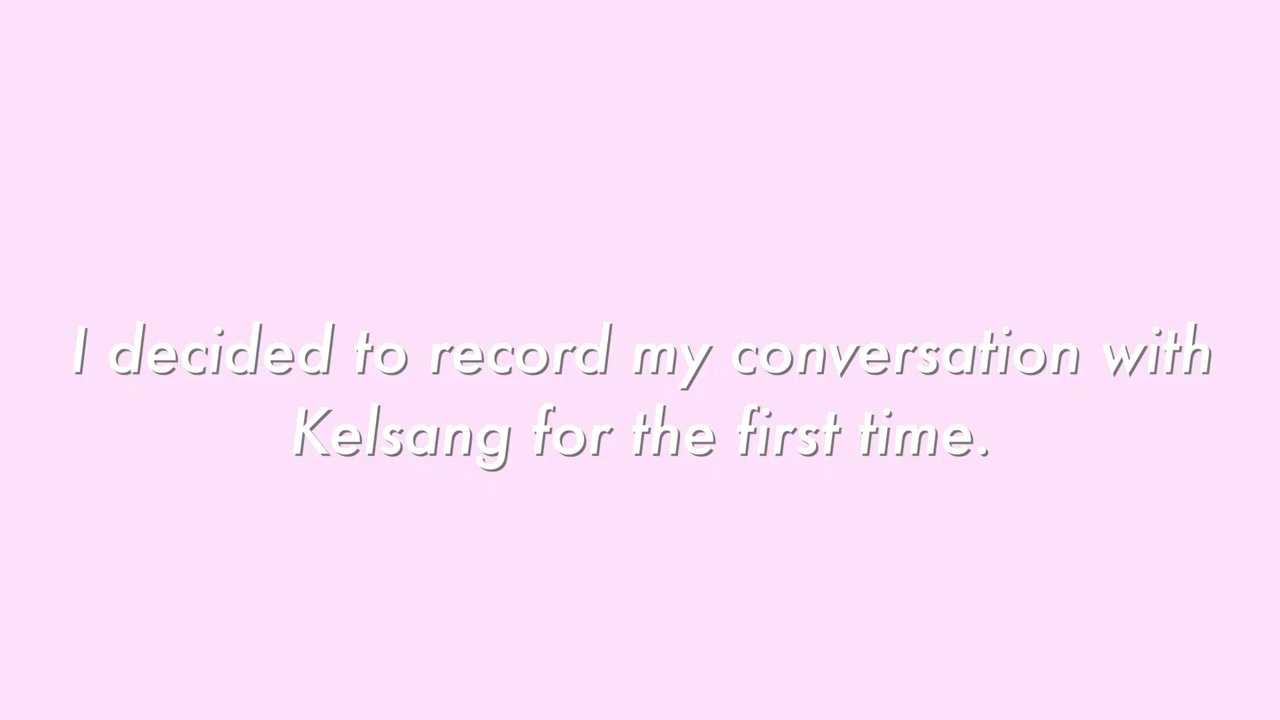 I decided to record my conversation with
Kelsang for the first time.